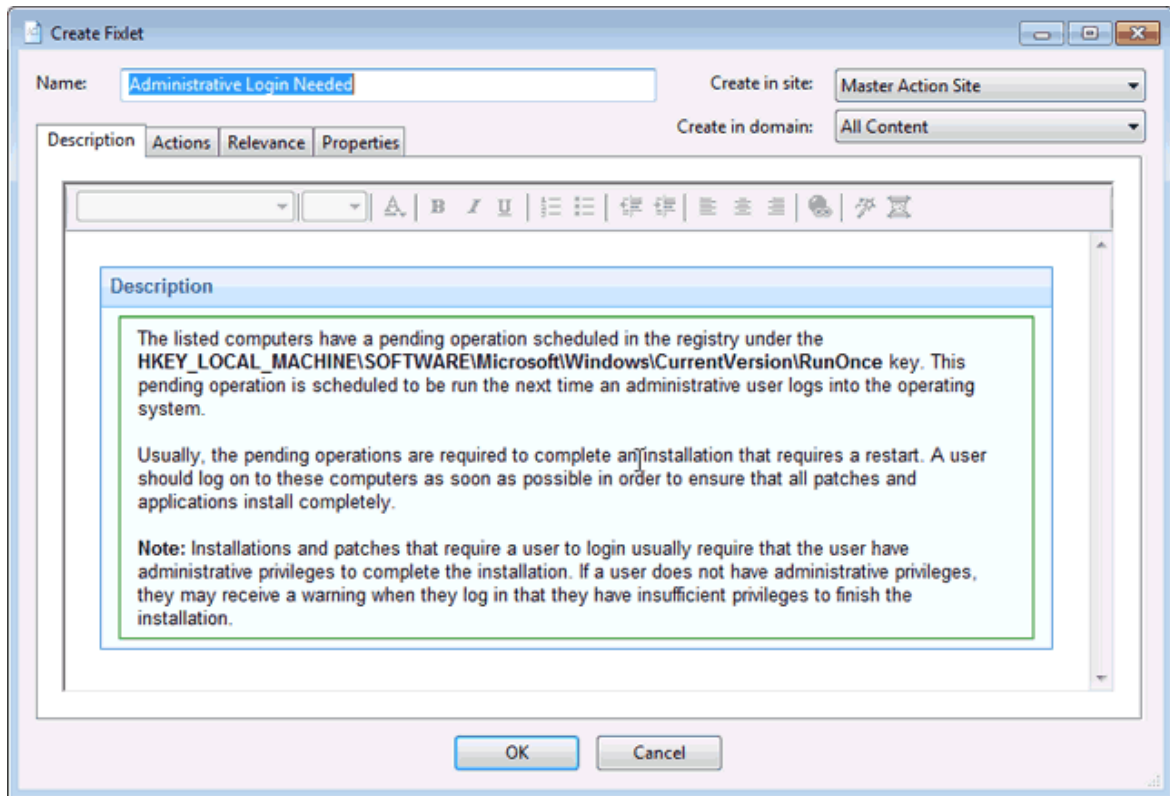 Create Fixlet
Name: Administrative Login Needed Create in site: Master Action Site
Create in domain: All Content
Description Actions Relevance Properties
A B I U
Description
The listed computers have a pending operation scheduled in the registry under the
HKEY_LOCAL_MACHINE\SOFTWARE\Microsoft\Windows\CurrentVersion\RunOnce key. This
pending operation is scheduled to be run the next time an administrative user logs into the operating
system.
Usually, the pending operations are required to complete an installation that requires a restart. A user
should log on to these computers as soon as possible in order to ensure that all patches and
applications install completely.
Note: Installations and patches that require a user to login usually require that the user have
administrative privileges to complete the installation. If a user does not have administrative privileges,
they may receive a warning when they log in that they have insufficient privileges to finish the
installation.
OK Cancel